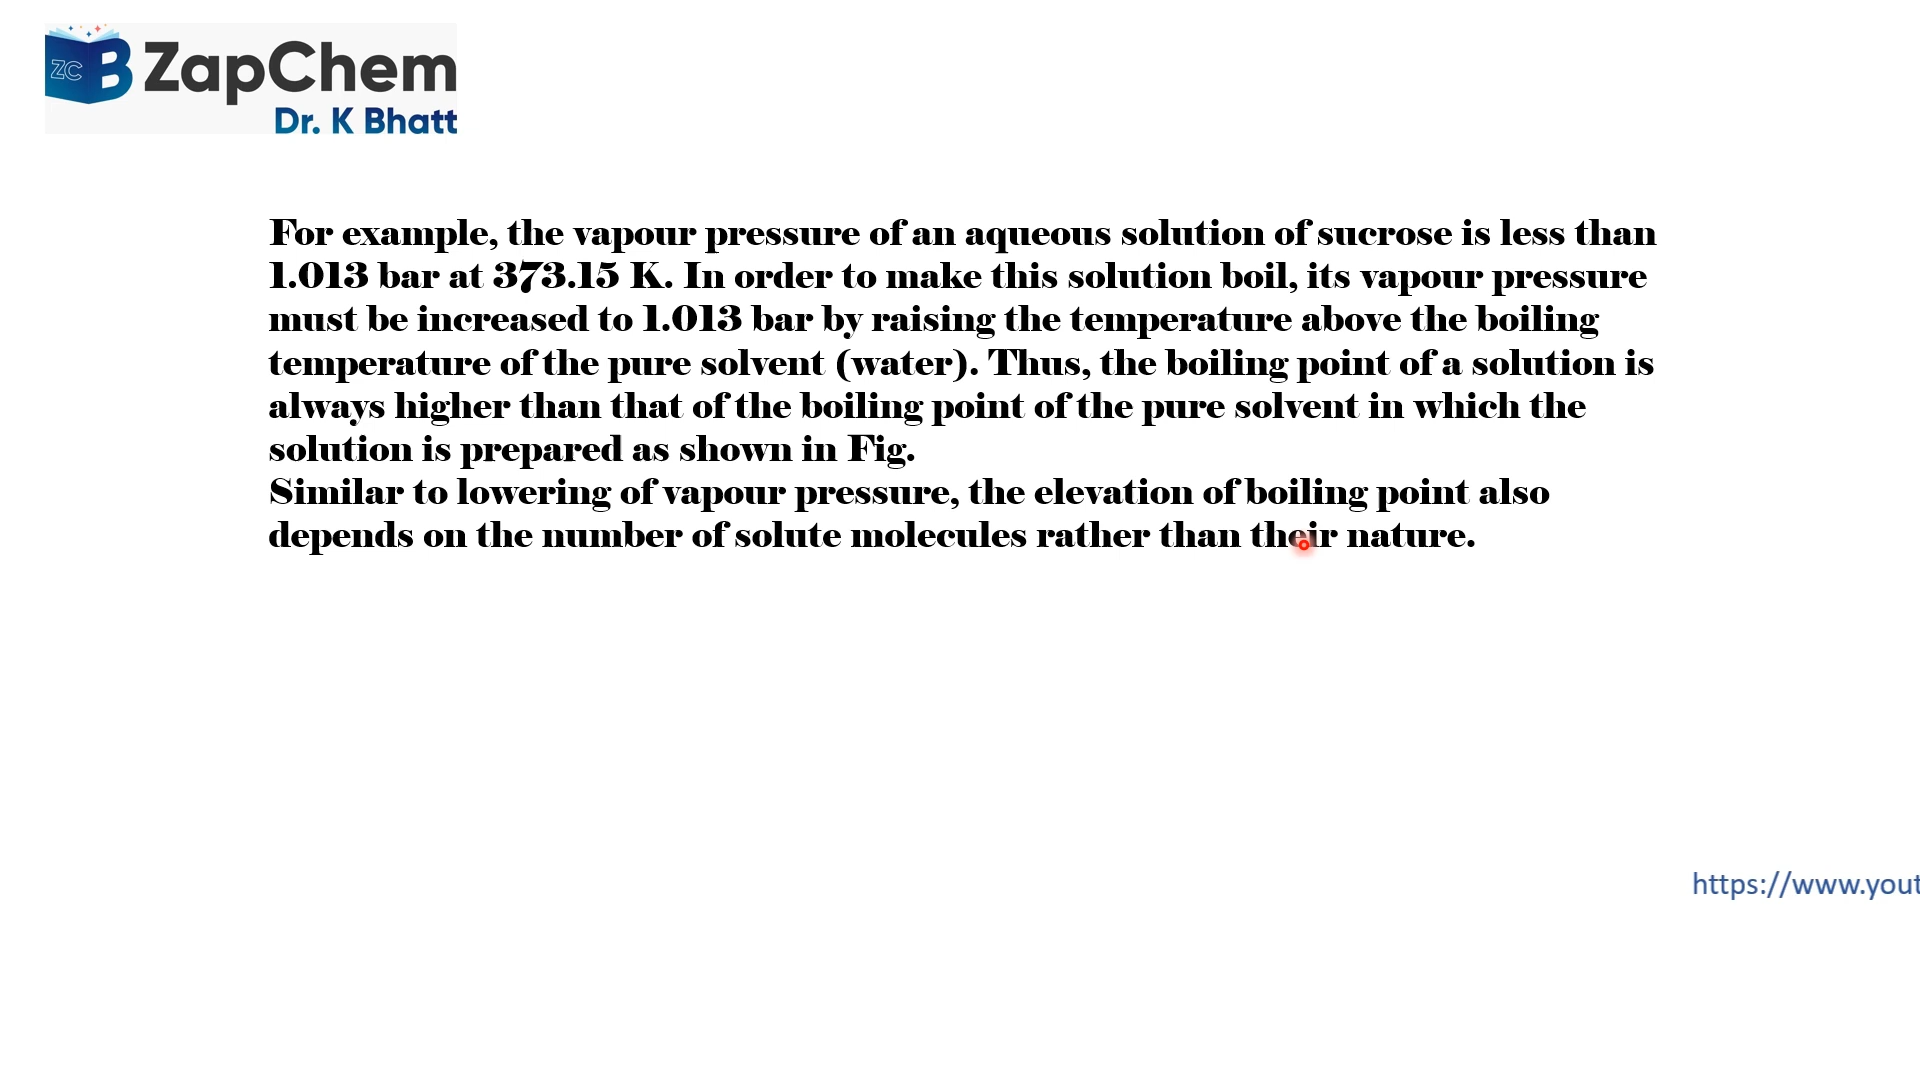 ZC B ZapChem
Dr. K Bhatt
For example, the vapour pressure of an aqueous solution of sucrose is less than
1.013 bar at 373.15 K. In order to make this solution boil, its vapour pressure
must be increased to 1.013 bar by raising the temperature above the boiling
temperature of the pure solvent (water). Thus, the boiling point of a solution is
always higher than that of the boiling point of the pure solvent in which the
solution is prepared as shown in Fig.
Similar to lowering of vapour pressure, the elevation of boiling point also
depends on the number of solute molecules rather than their nature.
https://www.yout